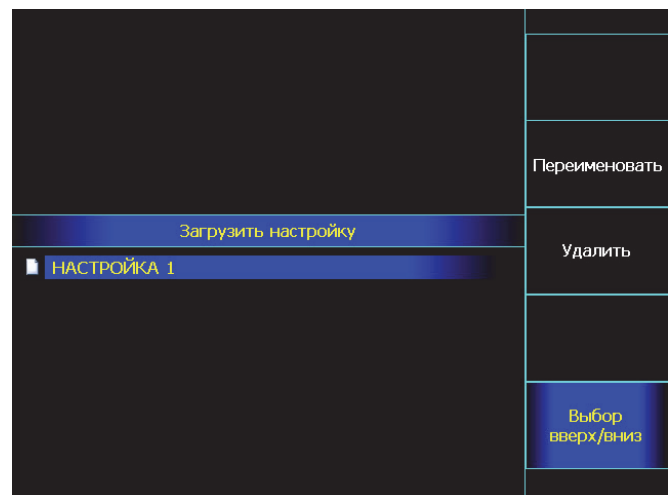 Переименовать
Загрузить настройку
Удалить
НАСТРОЙКА 1
Выбор
вверх/вниз